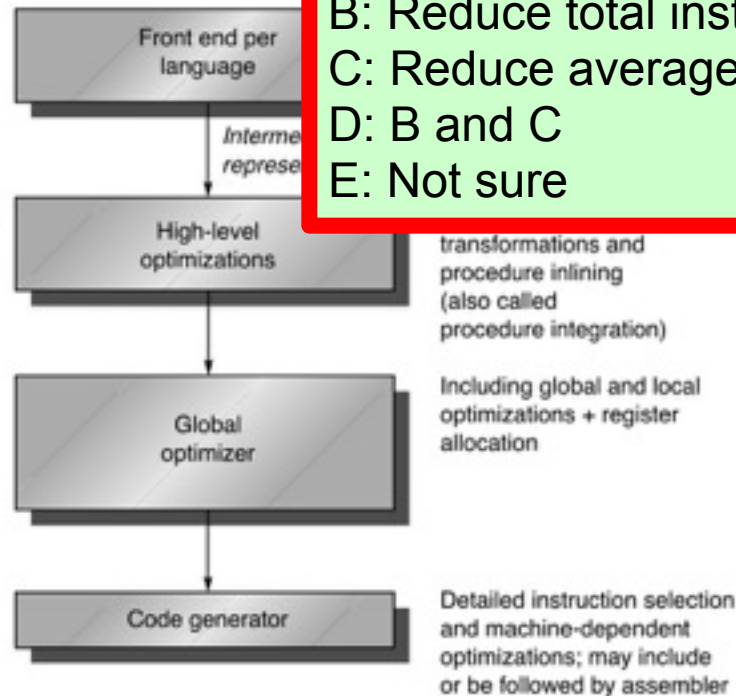 B: Reduce total inst
C: Reduce average
D: B and C
E: Not sure
Front end per
language
High-level
optimizations
transformations and
procedure inlining
(also called
procedure integration)
Global
optimizer
Including global and local
optimizations + register
allocation
Code generator
Detailed instruction selection
and machine-dependent
optimizations; may include
or be followed by assembler